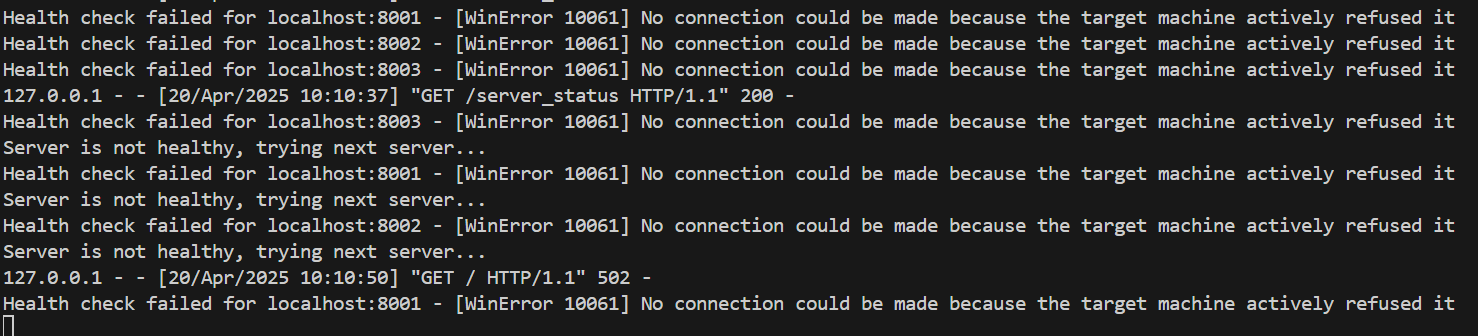 Health check failed for localhost:8001 - [WinError 10061] No connection could be made because the target machine actively refused it
Health check failed for localhost:8002 - [WinError 10061] No connection could be made because the target machine actively refused it
Health check failed for localhost:8003 - [WinError 10061] No connection could be made because the target machine actively refused it
127.0.0.1 - - [20/Apr/2025 10:10:37] "GET /server_status HTTP/1.1" 200 -
Health check failed for localhost:8003 - [WinError 10061] No connection could be made because the target machine actively refused it
Server is not healthy, trying next server...
Health check failed for localhost:8001 - [WinError 10061] No connection could be made because the target machine actively refused it
Server is not healthy, trying next server...
Health check failed for localhost:8002 - [WinError 10061] No connection could be made because the target machine actively refused it
Server is not healthy, trying next server...
127.0.0.1 - - [20/Apr/2025 10:10:50] "GET / HTTP/1.1" 502 -
Health check failed for localhost:8001 - [WinError 10061] No connection could be made because the target machine actively refused it